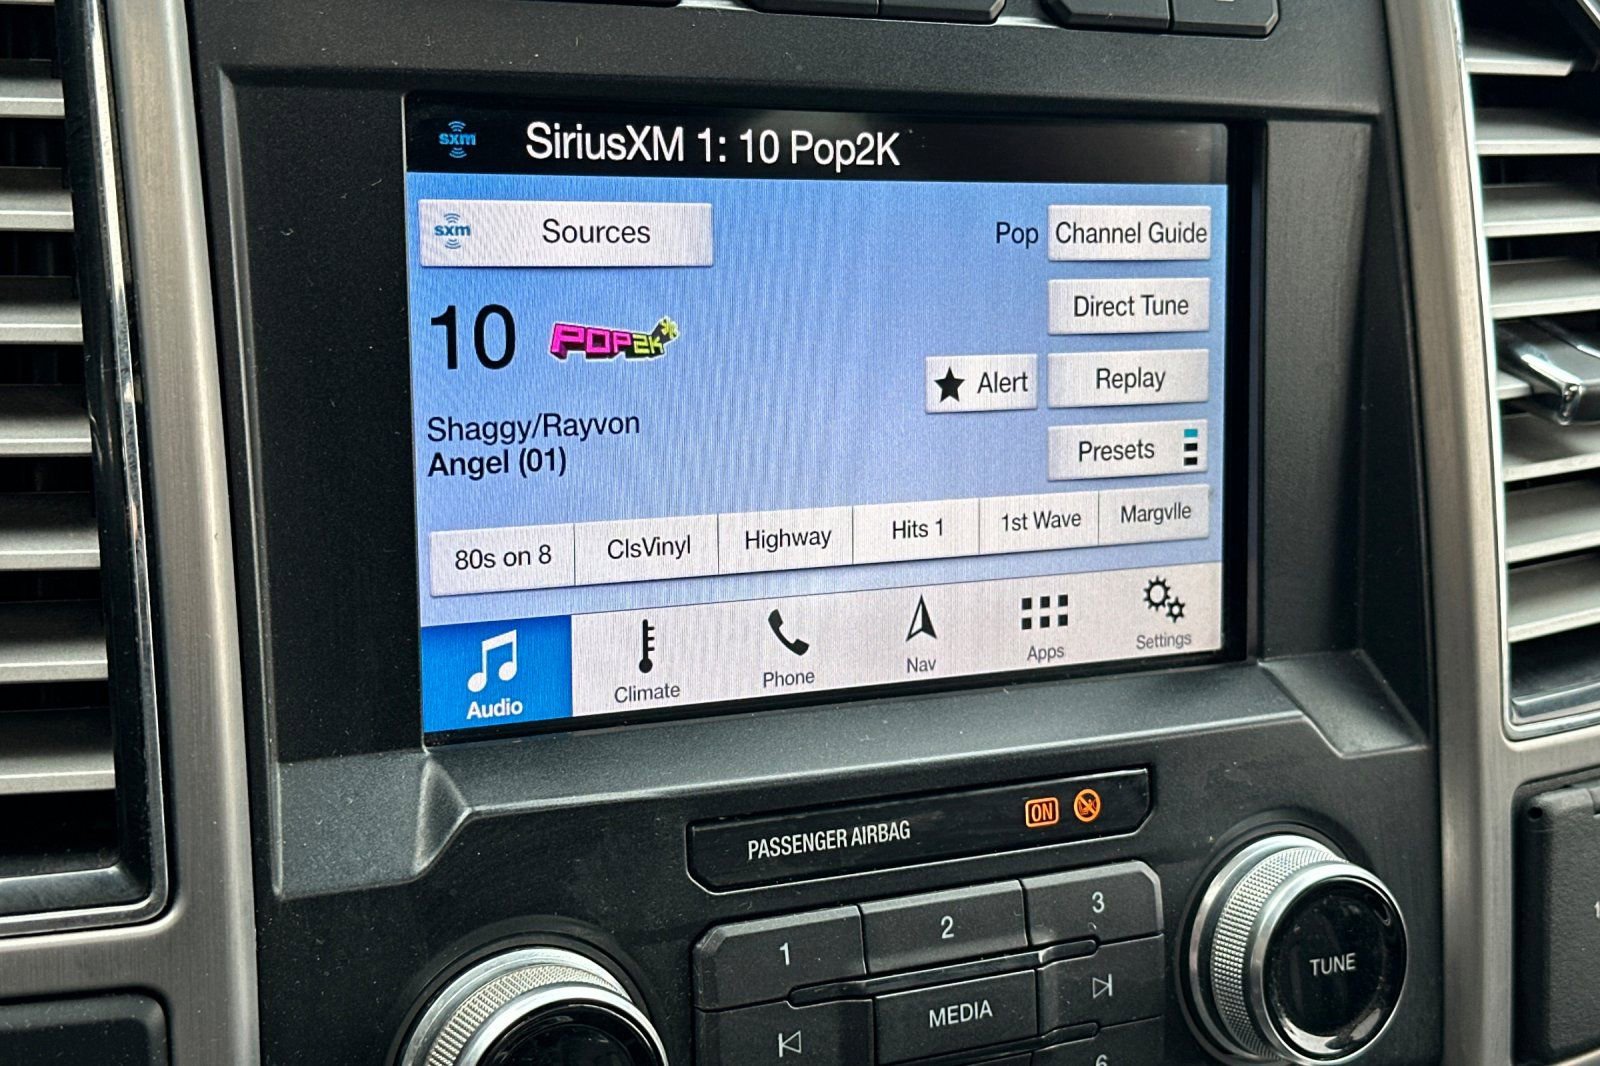 sxm
SiriusXM 1: 10 Pop2K
sxm Sources
Pop Channel Guide
10 POP2K
Direct Tune
Alert
Replay
Shaggy/Rayvon
Angel (01)
Presets
80s on 8 ClsVinyl Highway Hits 1 1st Wave Margvlle
Audio Climate Phone Nav Apps Settings
PASSENGER AIRBAG ON
1 2 3
MEDIA
TUNE
6